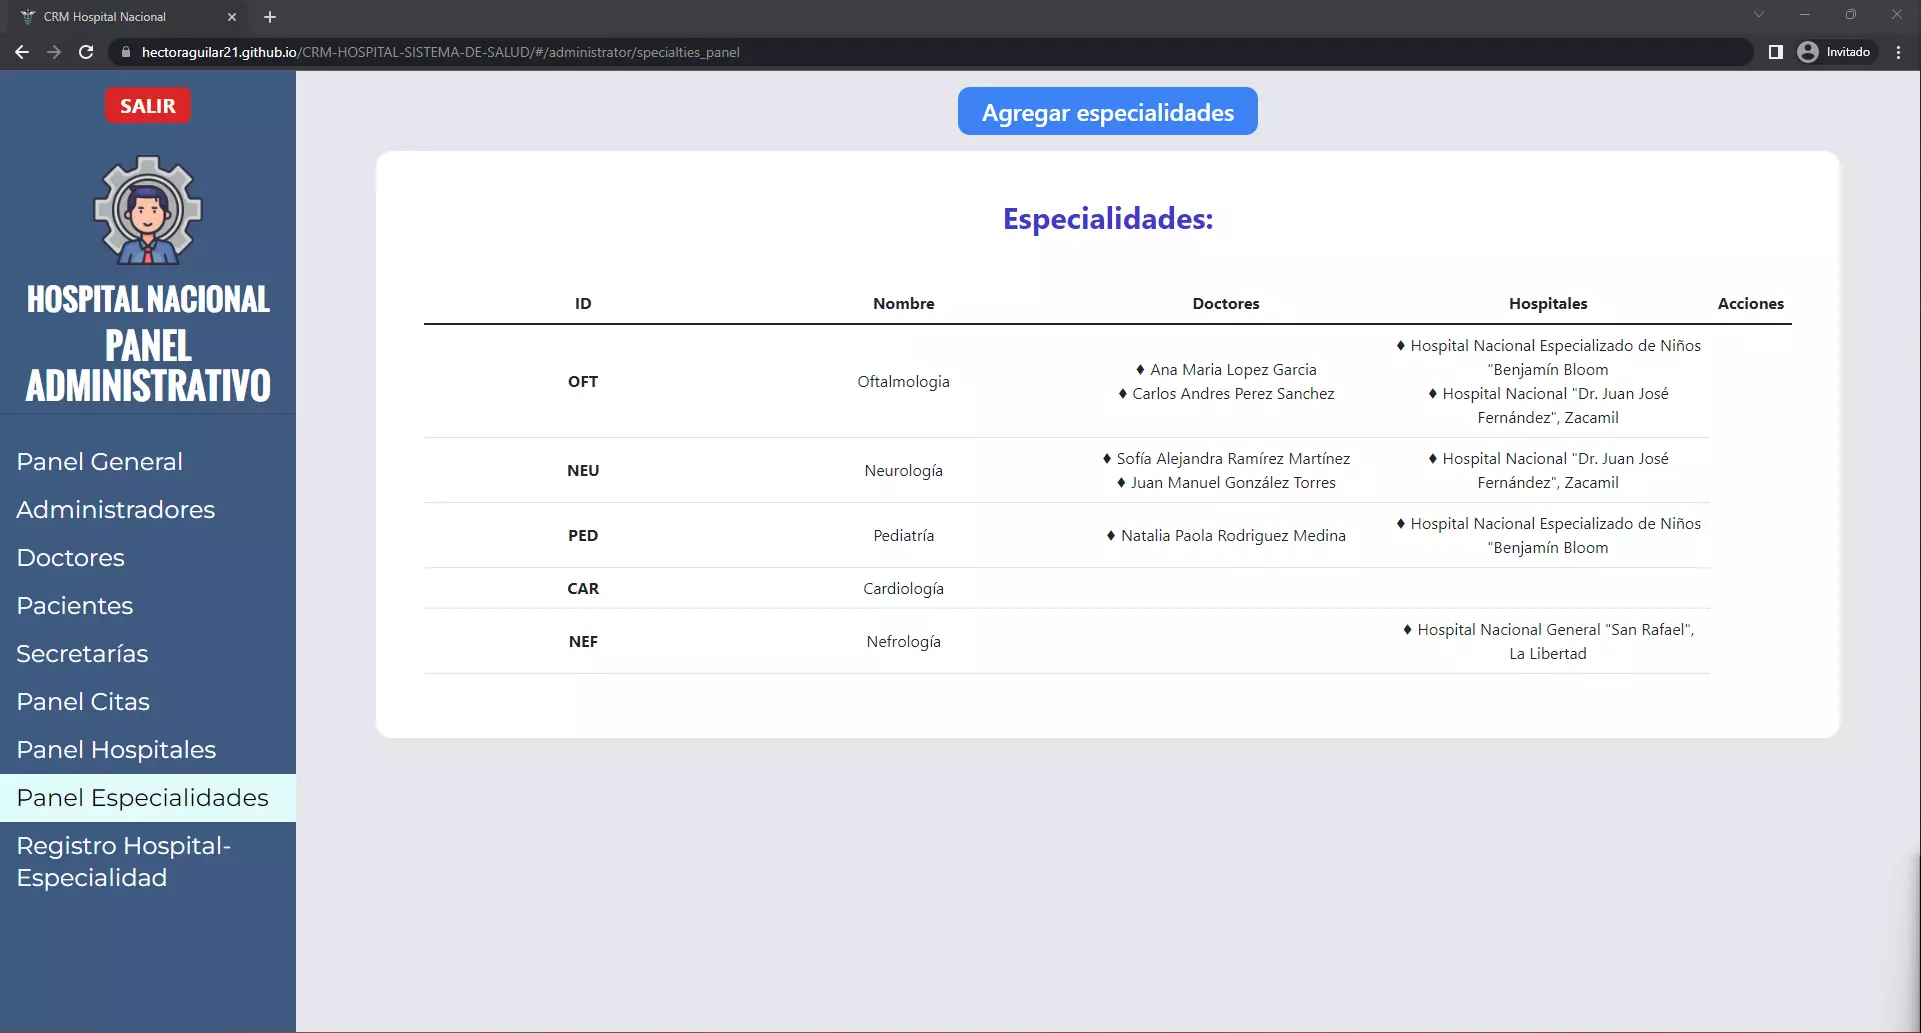 CRM Hospital Nacional
hectoraguilar21.github.io/CRM-HOSPITAL-SISTEMA-DE-SALUD/#/administrator/specialties_panel
Invitado
SALIR
HOSPITAL NACIONAL
PANEL
ADMINISTRATIVO
Panel General
Administradores
Doctores
Pacientes
Secretarías
Panel Citas
Panel Hospitales
Panel Especialidades
Registro Hospital-
Especialidad
Agregar especialidades
Especialidades:
ID Nombre Doctores Hospitales Acciones
OFT Oftalmologia
♦ Ana Maria Lopez Garcia
♦ Carlos Andres Perez Sanchez
♦ Hospital Nacional Especializado de Niños
"Benjamín Bloom
♦ Hospital Nacional "Dr. Juan José
Fernández", Zacamil
NEU Neurología
♦ Sofía Alejandra Ramírez Martínez
♦ Juan Manuel González Torres
♦ Hospital Nacional "Dr. Juan José
Fernández", Zacamil
PED Pediatría
♦ Natalia Paola Rodriguez Medina
♦ Hospital Nacional Especializado de Niños
"Benjamín Bloom
CAR Cardiología
NEF Nefrología
♦ Hospital Nacional General "San Rafael",
La Libertad